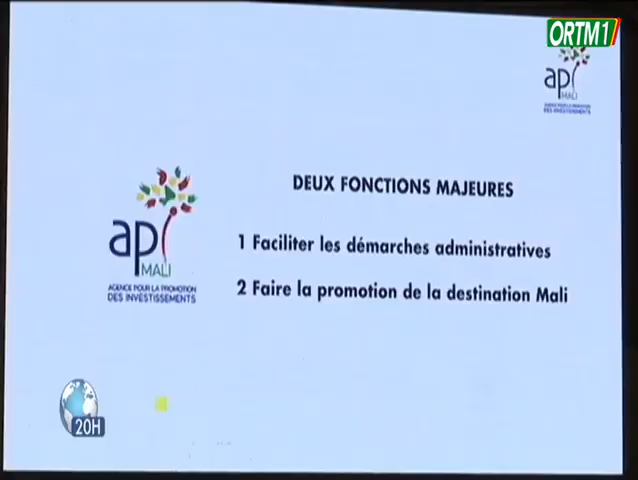 ORTM1
api
MALI
AGENCE POUR LA PROMOTION
DES INVESTISSEMENTS
DEUX FONCTIONS MAJEURES
1 Faciliter les démarches administratives
2 Faire la promotion de la destination Mali
api
MALI
AGENCE POUR LA PROMOTION
DES INVESTISSEMENTS
20H